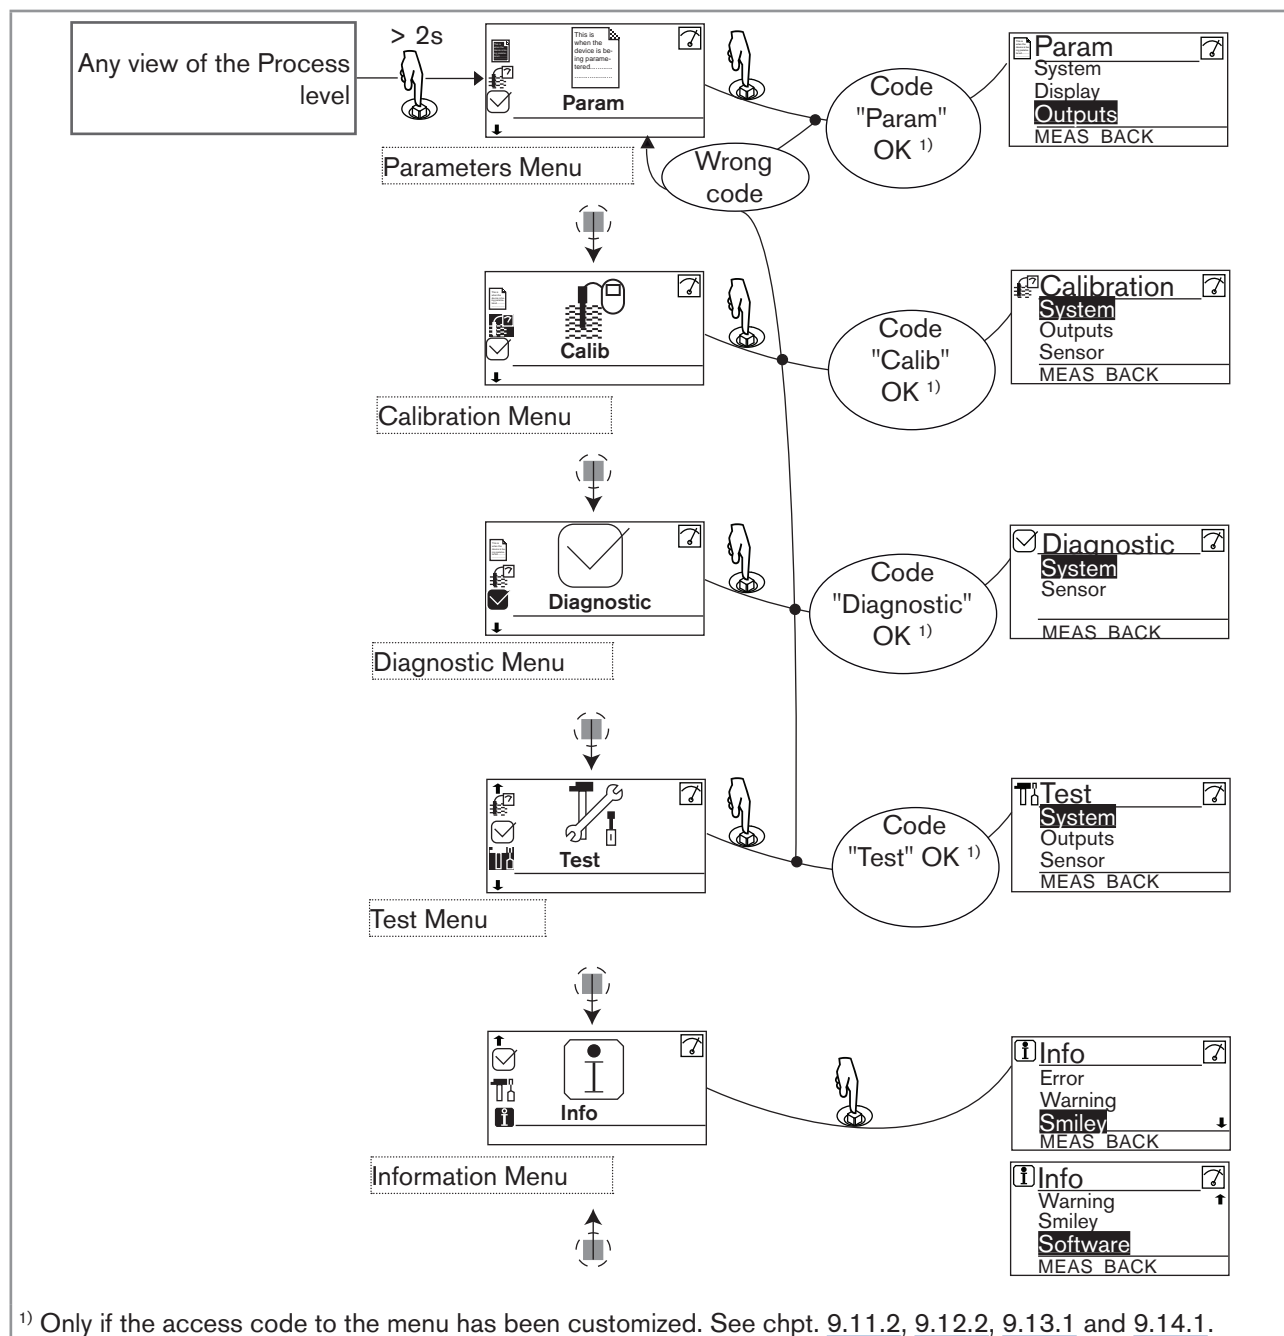 Any view of the Process
level
> 2s
This is
when the
device is be-
ing parame-
tered...........
Param
Parameters Menu
Wrong
code
Code
"Param"
OK 1)
Param
System
Display
Outputs
MEAS BACK
Calib
Calibration Menu
Code
"Calib"
OK 1)
Calibration
System
Outputs
Sensor
MEAS BACK
Diagnostic
Diagnostic Menu
Code
"Diagnostic"
OK 1)
Diagnostic
System
Sensor
MEAS BACK
Test
Test Menu
Code
"Test" OK 1)
Test
System
Outputs
Sensor
MEAS BACK
Info
Information Menu
Info
Error
Warning
Smiley
MEAS BACK
Info
Warning
Smiley
Software
MEAS BACK
1) Only if the access code to the menu has been customized. See chpt. 9.11.2, 9.12.2, 9.13.1 and 9.14.1.